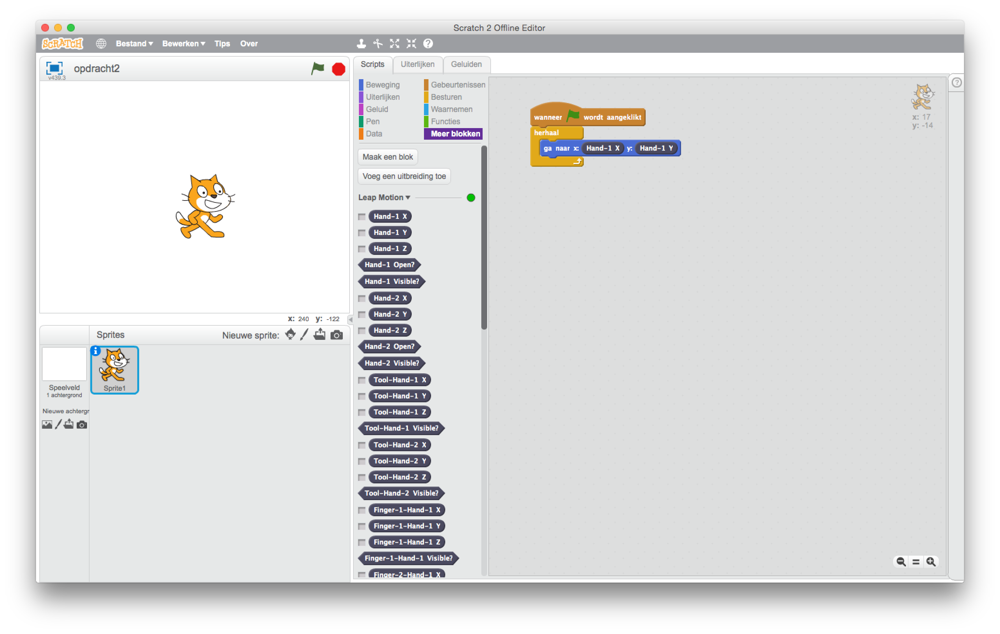 Scratch 2 Offline Editor
SCRATCH
Bestand
Bewerken
Tips
Over
v439.3
opdracht2
x: 240 y: -122
Sprites
Nieuwe sprite:
Speelveld
1 achtergrond
Nieuwe achtergr
Sprite1
Scripts
Uiterlijken
Geluiden
Beweging
Uiterlijken
Geluid
Pen
Data
Gebeurtenissen
Besturen
Waarnemen
Functies
Meer blokken
Maak een blok
Voeg een uitbreiding toe
Leap Motion
Hand-1 X
Hand-1 Y
Hand-1 Z
Hand-1 Open?
Hand-1 Visible?
Hand-2 X
Hand-2 Y
Hand-2 Z
Hand-2 Open?
Hand-2 Visible?
Tool-Hand-1 X
Tool-Hand-1 Y
Tool-Hand-1 Z
Tool-Hand-1 Visible?
Tool-Hand-2 X
Tool-Hand-2 Y
Tool-Hand-2 Z
Tool-Hand-2 Visible?
Finger-1-Hand-1 X
Finger-1-Hand-1 Y
Finger-1-Hand-1 Z
Finger-1-Hand-1 Visible?
Finger-2-Hand-1 X
wanneer wordt aangeklikt
herhaal
ga naar x: Hand-1 X y: Hand-1 Y
x: 17
y: -14